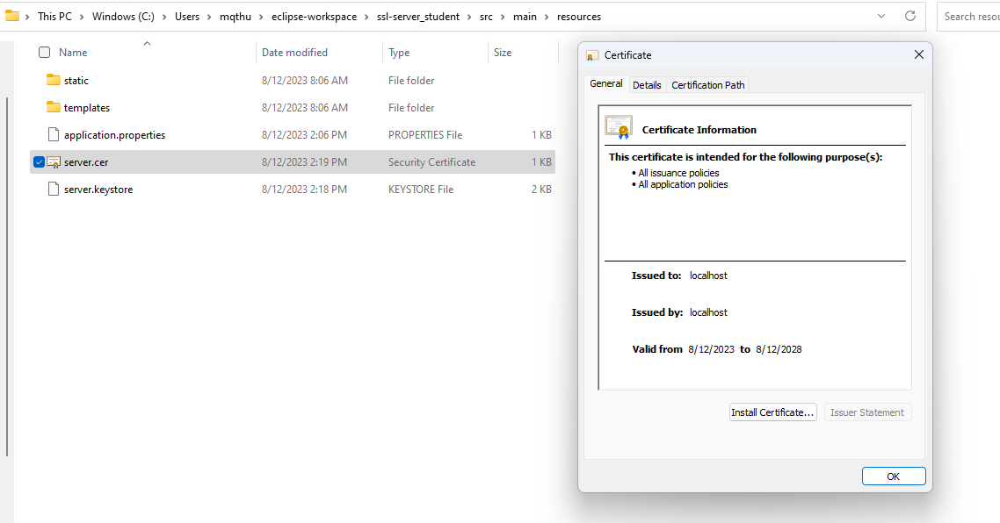 This PC > Windows (C:) > Users > mqthu > eclipse-workspace > ssl-server_student > src > main > resources
Search resou
Name Date modified Type Size
static 8/12/2023 8:06 AM File folder
templates 8/12/2023 8:06 AM File folder
application.properties 8/12/2023 2:06 PM PROPERTIES File 1 KB
server.cer 8/12/2023 2:19 PM Security Certificate 1 KB
server.keystore 8/12/2023 2:18 PM KEYSTORE File 2 KB
Certificate
General Details Certification Path
Certificate Information
This certificate is intended for the following purpose(s):
• All issuance policies
• All application policies
Issued to: localhost
Issued by: localhost
Valid from 8/12/2023 to 8/12/2028
Install Certificate... Issuer Statement
OK